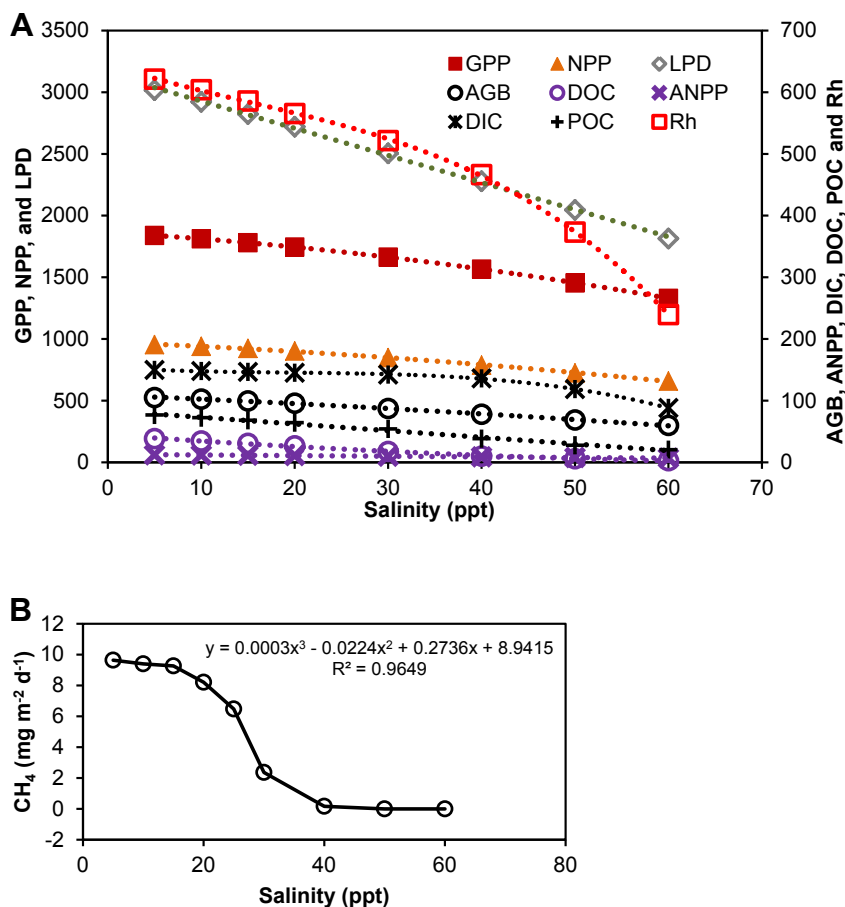 A
3500
3000
2500
2000
1500
1000
500
0
GPP, NPP, and LPD
700
600
500
400
300
200
100
0
AGB, ANPP, DIC, DOC, POC and Rh
GPP NPP LPD
AGB DOC ANPP
DIC POC Rh
0 10 20 30 40 50 60 70
Salinity (ppt)
B
12
10
8
6
4
2
0
-2
CH₄ (mg m⁻² d⁻¹)
y = 0.0003x³ - 0.0224x² + 0.2736x + 8.9415
R² = 0.9649
0 20 40 60 80
Salinity (ppt)